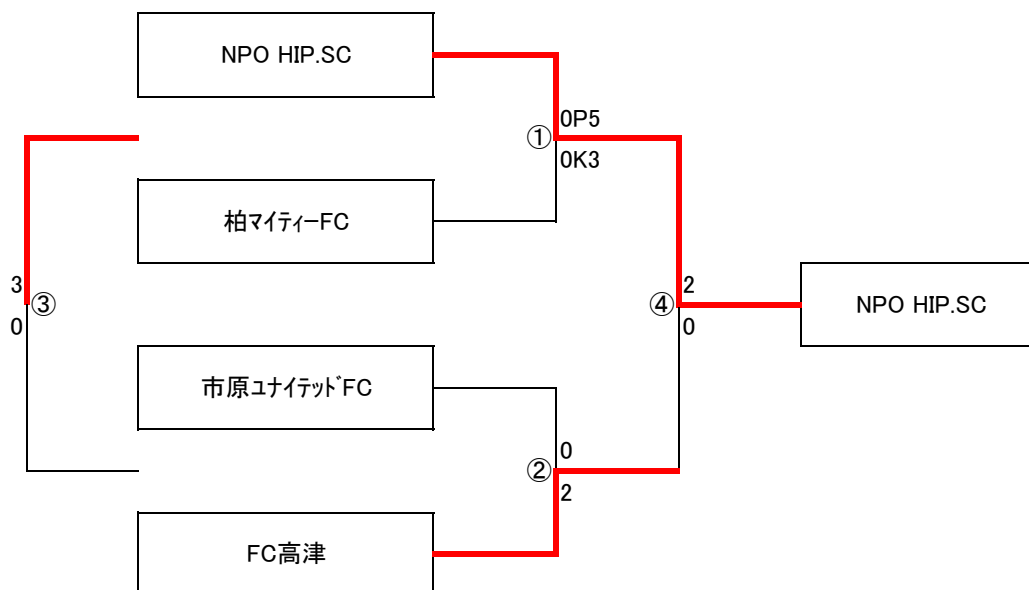 NPO HIP.SC
0P5
①
0K3
柏ﾏｲﾃｨｰFC
3
③
0
2
④
0
NPO HIP.SC
市原ﾕﾅｲﾃｯﾄﾞFC
0
②
2
FC高津